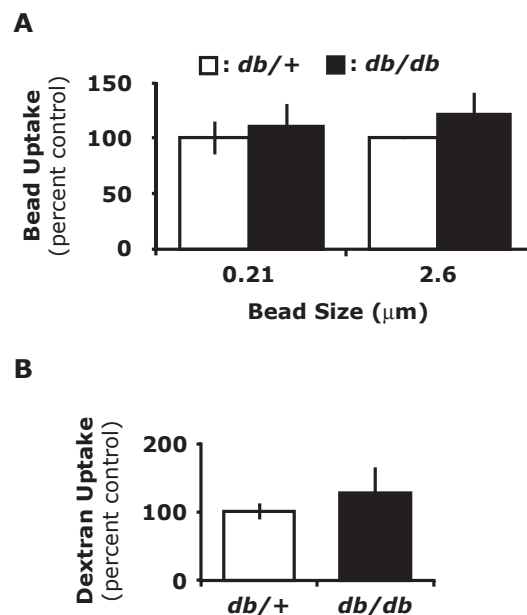 A
: db/+ : db/db
Bead Uptake
(percent control)
150
100
50
0
0.21 2.6
Bead Size (μm)
B
Dextran Uptake
(percent control)
200
100
0
db/+ db/db